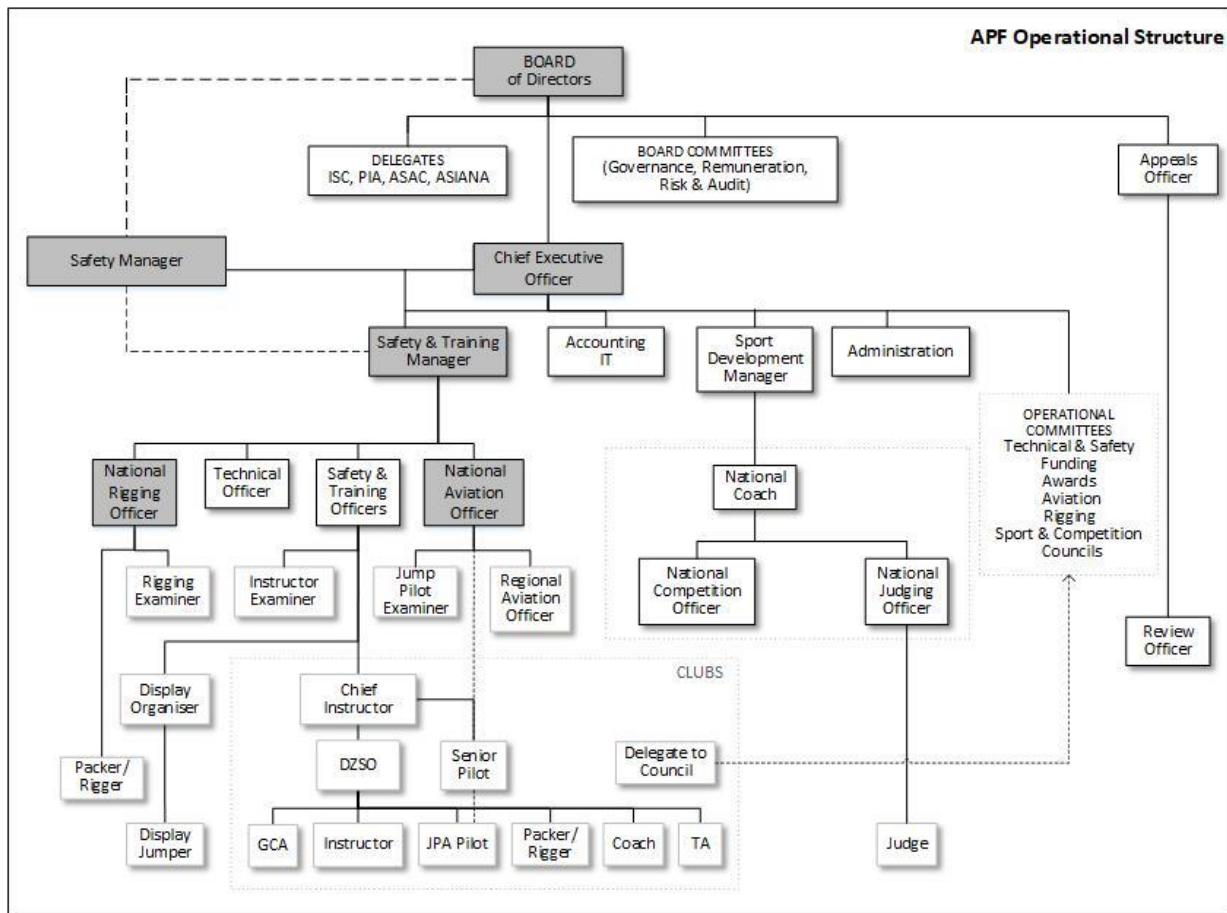 APF Operational Structure
BOARD
of Directors
DELEGATES
ISC, PIA, ASAC, ASIANA
BOARD COMMITTEES
(Governance, Remuneration,
Risk & Audit)
Appeals
Officer
Safety Manager
Chief Executive
Officer
Safety & Training
Manager
Accounting
IT
Sport
Development
Manager
Administration
OPERATIONAL
COMMITTEES
Technical & Safety
Funding
Awards
Aviation
Rigging
Sport & Competition
Councils
National
Rigging
Officer
Technical
Officer
Safety &
Training
Officers
National
Aviation
Officer
National
Coach
Rigging
Examiner
Instructor
Examiner
Jump
Pilot
Examiner
Regional
Aviation
Officer
National
Competition
Officer
National
Judging
Officer
Review
Officer
CLUBS
Display
Organiser
Chief
Instructor
Packer/
Rigger
DZSO
Senior
Pilot
Delegate to
Council
Display
Jumper
GCA
Instructor
JPA Pilot
Packer/
Rigger
Coach
TA
Judge